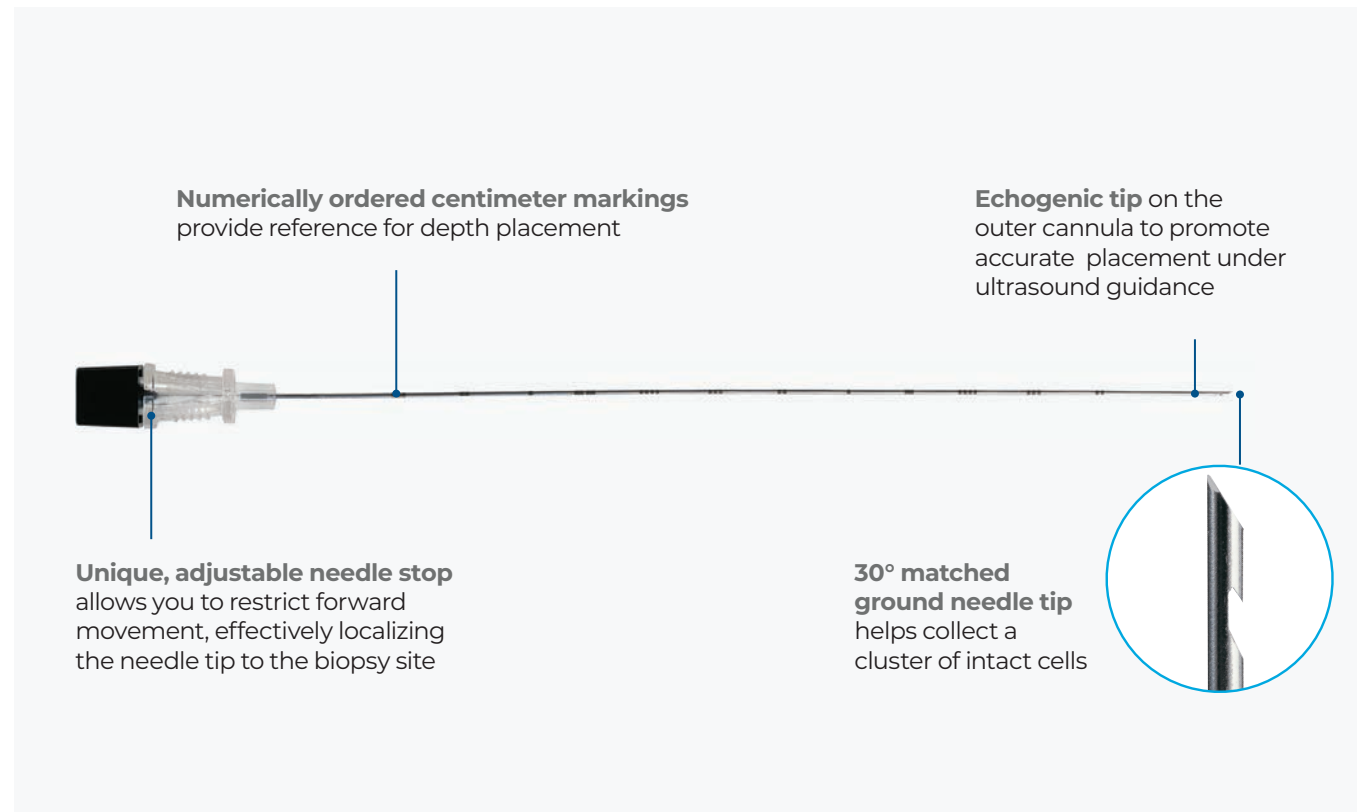 Numerically ordered centimeter markings
provide reference for depth placement
Echogenic tip on the
outer cannula to promote
accurate placement under
ultrasound guidance
Unique, adjustable needle stop
allows you to restrict forward
movement, effectively localizing
the needle tip to the biopsy site
30° matched
ground needle tip
helps collect a
cluster of intact cells